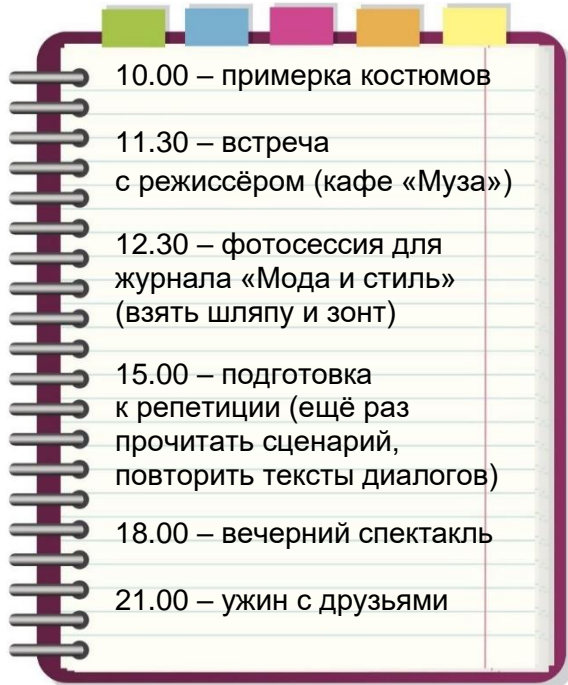 10.00 – примерка костюмов
11.30 – встреча
с режиссёром (кафе «Муза»)
12.30 – фотосессия для
журнала «Мода и стиль»
(взять шляпу и зонт)
15.00 – подготовка
к репетиции (ещё раз
прочитать сценарий,
повторить тексты диалогов)
18.00 – вечерний спектакль
21.00 – ужин с друзьями